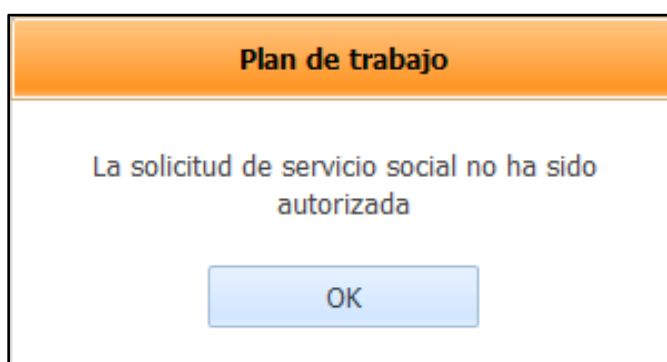 Plan de trabajo
La solicitud de servicio social no ha sido
autorizada
OK